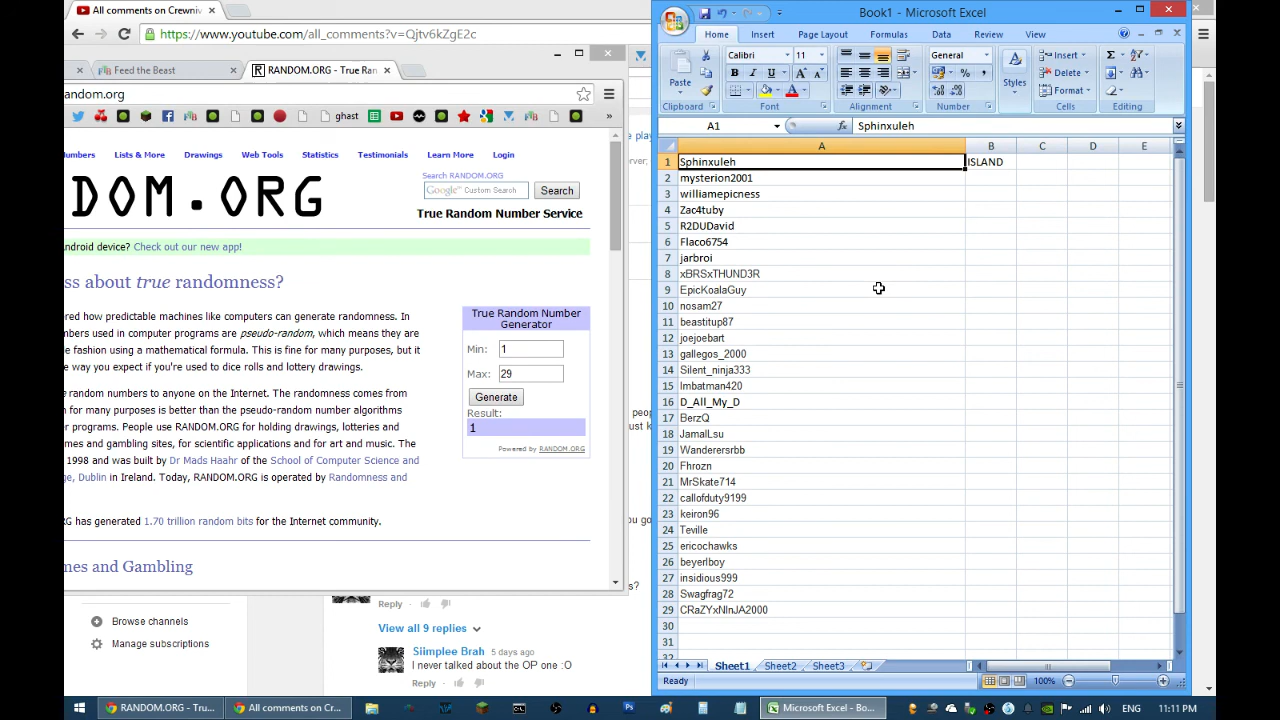 All comments on Crewniv
https://www.youtube.com/all_comments?v=Qjtv6kZgE2c
Feed the Beast
RANDOM.ORG - True Ran
andom.org
ghast
»
Numbers
Lists & More
Drawings
Web Tools
Statistics
Testimonials
Learn More
Login
Search RANDOM.ORG
Google™ Custom Search
Search
DOM.ORG
True Random Number Service
Android device? Check out our new app!
ss about true randomness?
True Random Number
Generator
ered how predictable machines like computers can generate randomness. In
mbers used in computer programs are pseudo-random, which means they are
e fashion using a mathematical formula. This is fine for many purposes, but it
e way you expect if you're used to dice rolls and lottery drawings.
Min: 1
Max: 29
Generate
Result:
1
Powered by RANDOM.ORG
e random numbers to anyone on the Internet. The randomness comes from
h for many purposes is better than the pseudo-random number algorithms
er programs. People use RANDOM.ORG for holding drawings, lotteries and
mes and gambling sites, for scientific applications and for art and music. The
1998 and was built by Dr Mads Haahr of the School of Computer Science and
ge, Dublin in Ireland. Today, RANDOM.ORG is operated by Randomness and
RG has generated 1.70 trillion random bits for the Internet community.
mes and Gambling
Browse channels
Manage subscriptions
Reply
View all 9 replies
Siimplee Brah 5 days ago
I never talked about the OP one :O
Reply
Book1 - Microsoft Excel
Home
Insert
Page Layout
Formulas
Data
Review
View
Paste
Calibri
11
General
Styles
Insert
Delete
Format
Clipboard
Font
Alignment
Number
Cells
Editing
A1
fx
Sphinxuleh
A B C D E
1 Sphinxuleh ISLAND
2 mysterion2001
3 williamepicness
4 Zac4tuby
5 R2DUDavid
6 Flaco6754
7 jarbroi
8 xBRSxTHUND3R
9 EpicKoalaGuy
10 nosam27
11 beastitup87
12 joejoebart
13 gallegos_2000
14 Silent_ninja333
15 Imbatman420
16 D_All_My_D
17 BerzQ
18 JamalLsu
19 Wanderersrbb
20 Fhrozn
21 MrSkate714
22 callofduty9199
23 keiron96
24 Teville
25 ericochawks
26 beyerlboy
27 insidious999
28 Swagfrag72
29 CRaZYxNInJA2000
30
31
32
Sheet1
Sheet2
Sheet3
Ready
100%
RANDOM.ORG - Tru...
All comments on Cr...
Microsoft Excel - Bo...
ENG
11:11 PM